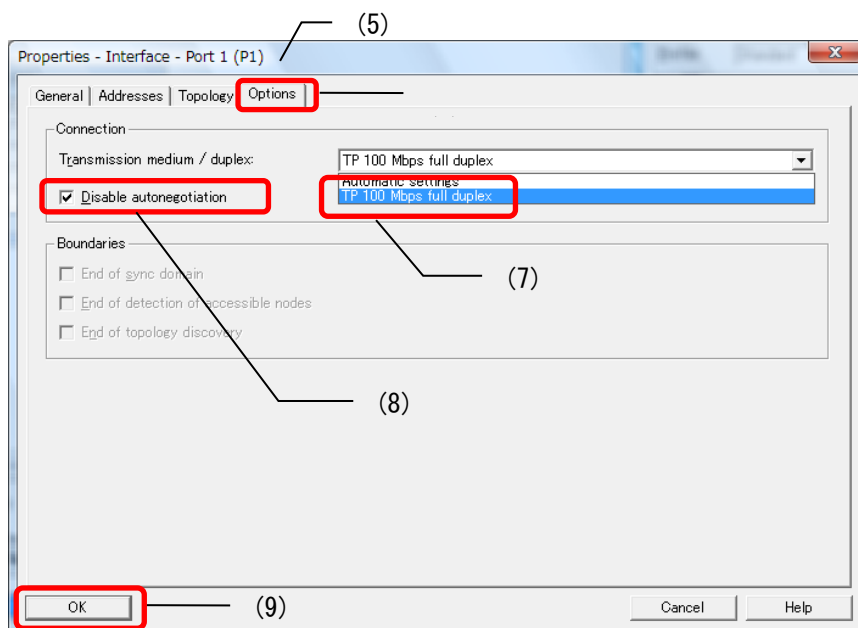 (5)
Properties - Interface - Port 1 (P1)
X
General | Addresses | Topology | Options
Connection
Transmission medium / duplex:
TP 100 Mbps full duplex
Automatic settings
Disable autonegotiation
TP 100 Mbps full duplex
Boundaries
End of sync domain
(7)
End of detection of accessible nodes
End of topology discovery
(8)
OK
(9)
Cancel
Help